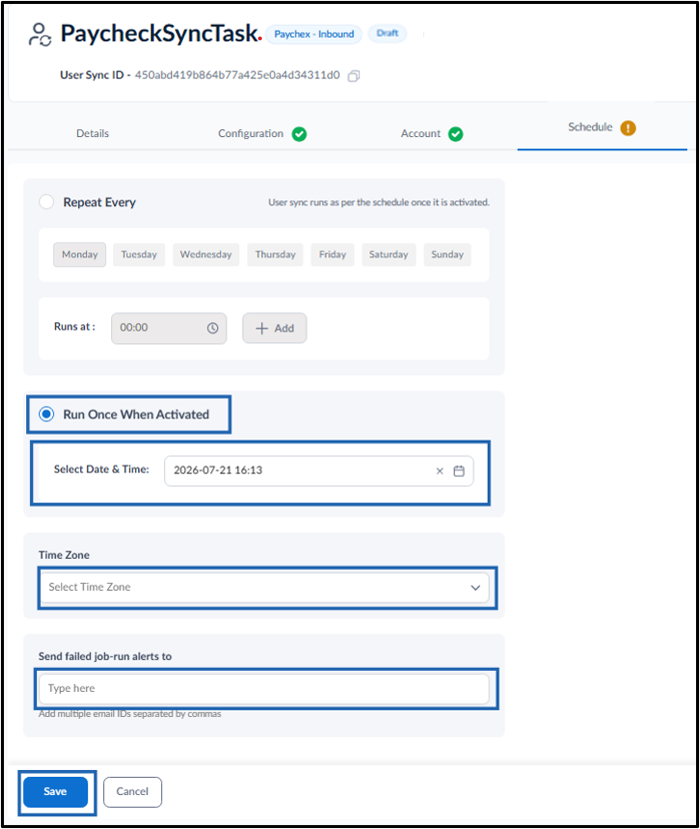 PaycheckSyncTask. Paychex - Inbound Draft
User Sync ID - 450abd419b864b77a425e0a4d34311d0
Details Configuration Account Schedule
Repeat Every User sync runs as per the schedule once it is activated.
Monday Tuesday Wednesday Thursday Friday Saturday Sunday
Runs at : 00:00 + Add
Run Once When Activated
Select Date & Time: 2026-07-21 16:13
Time Zone
Select Time Zone
Send failed job-run alerts to
Type here
Add multiple email IDs separated by commas
Save Cancel